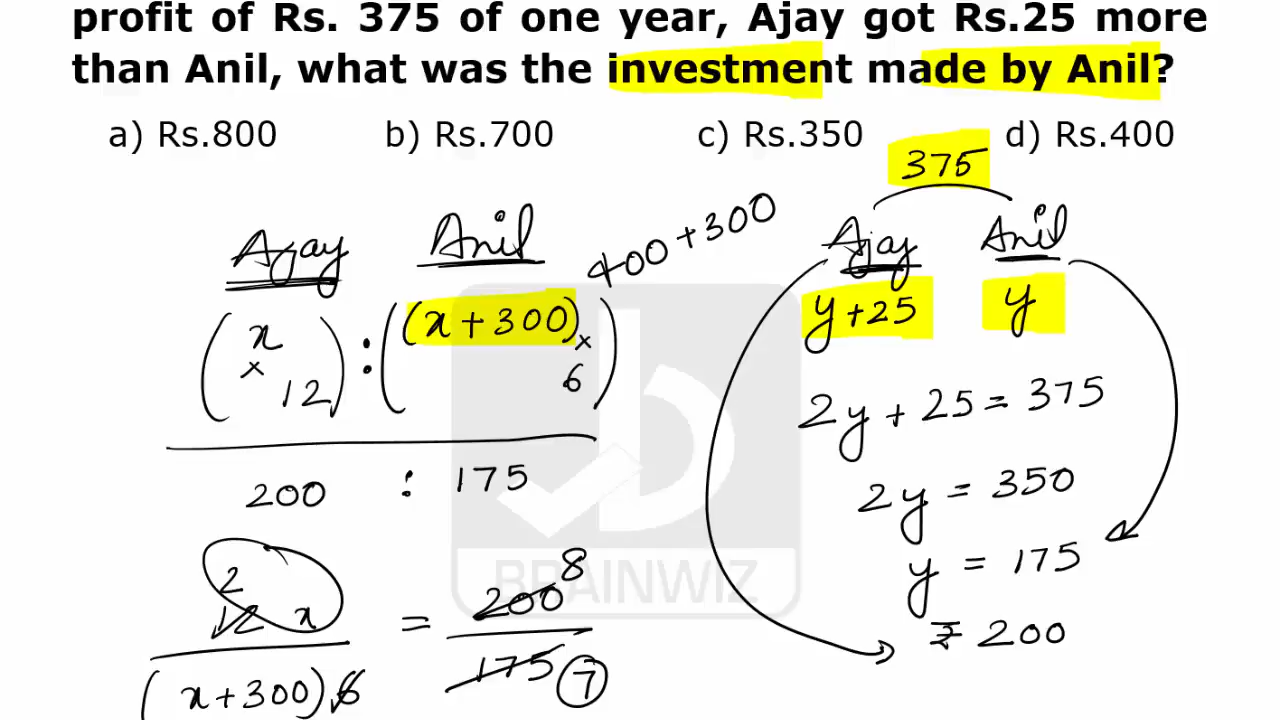 profit of Rs. 375 of one year, Ajay got Rs.25 more
than Anil, what was the investment made by Anil?
a) Rs.800 b) Rs.700 c) Rs.350 d) Rs.400
375
Ajay Anil 400+300 Ajay Anil
(x × 12) : ((x+300) × 6) y+25 y
2y + 25 = 375
200 : 175 2y = 350
y = 175
₹ 200
2 8
12 x = 200
(x+300) 6 175 7
BRAINWIZ